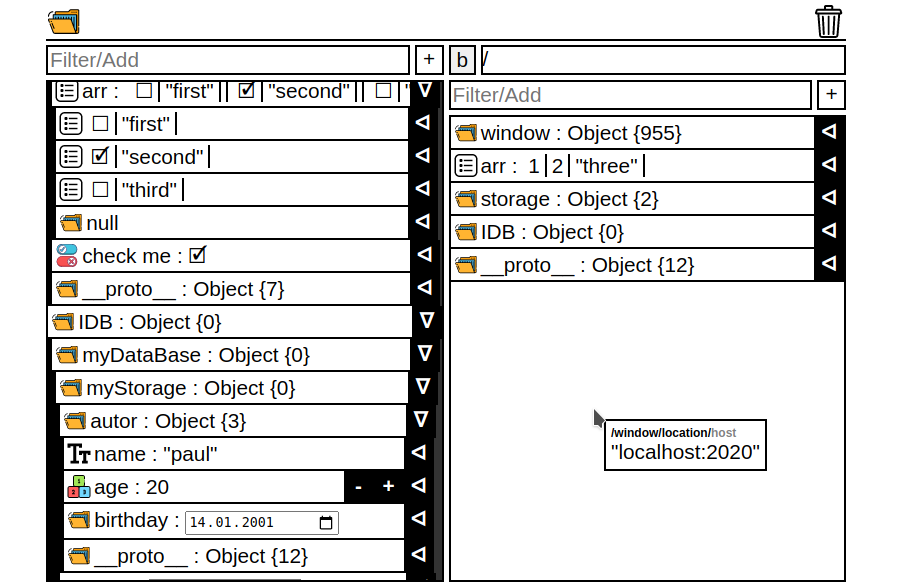 Filter/Add
+
b
/
arr : "first" "second" "
"first"
"second"
"third"
null
check me :
__proto__ : Object {7}
IDB : Object {0}
myDataBase : Object {0}
myStorage : Object {0}
autor : Object {3}
Tt name : "paul"
age : 20 - +
birthday : 14.01.2001
__proto__ : Object {12}
Filter/Add
+
window : Object {955}
arr : 1 2 "three"
storage : Object {2}
IDB : Object {0}
__proto__ : Object {12}
/window/location/host
"localhost:2020"